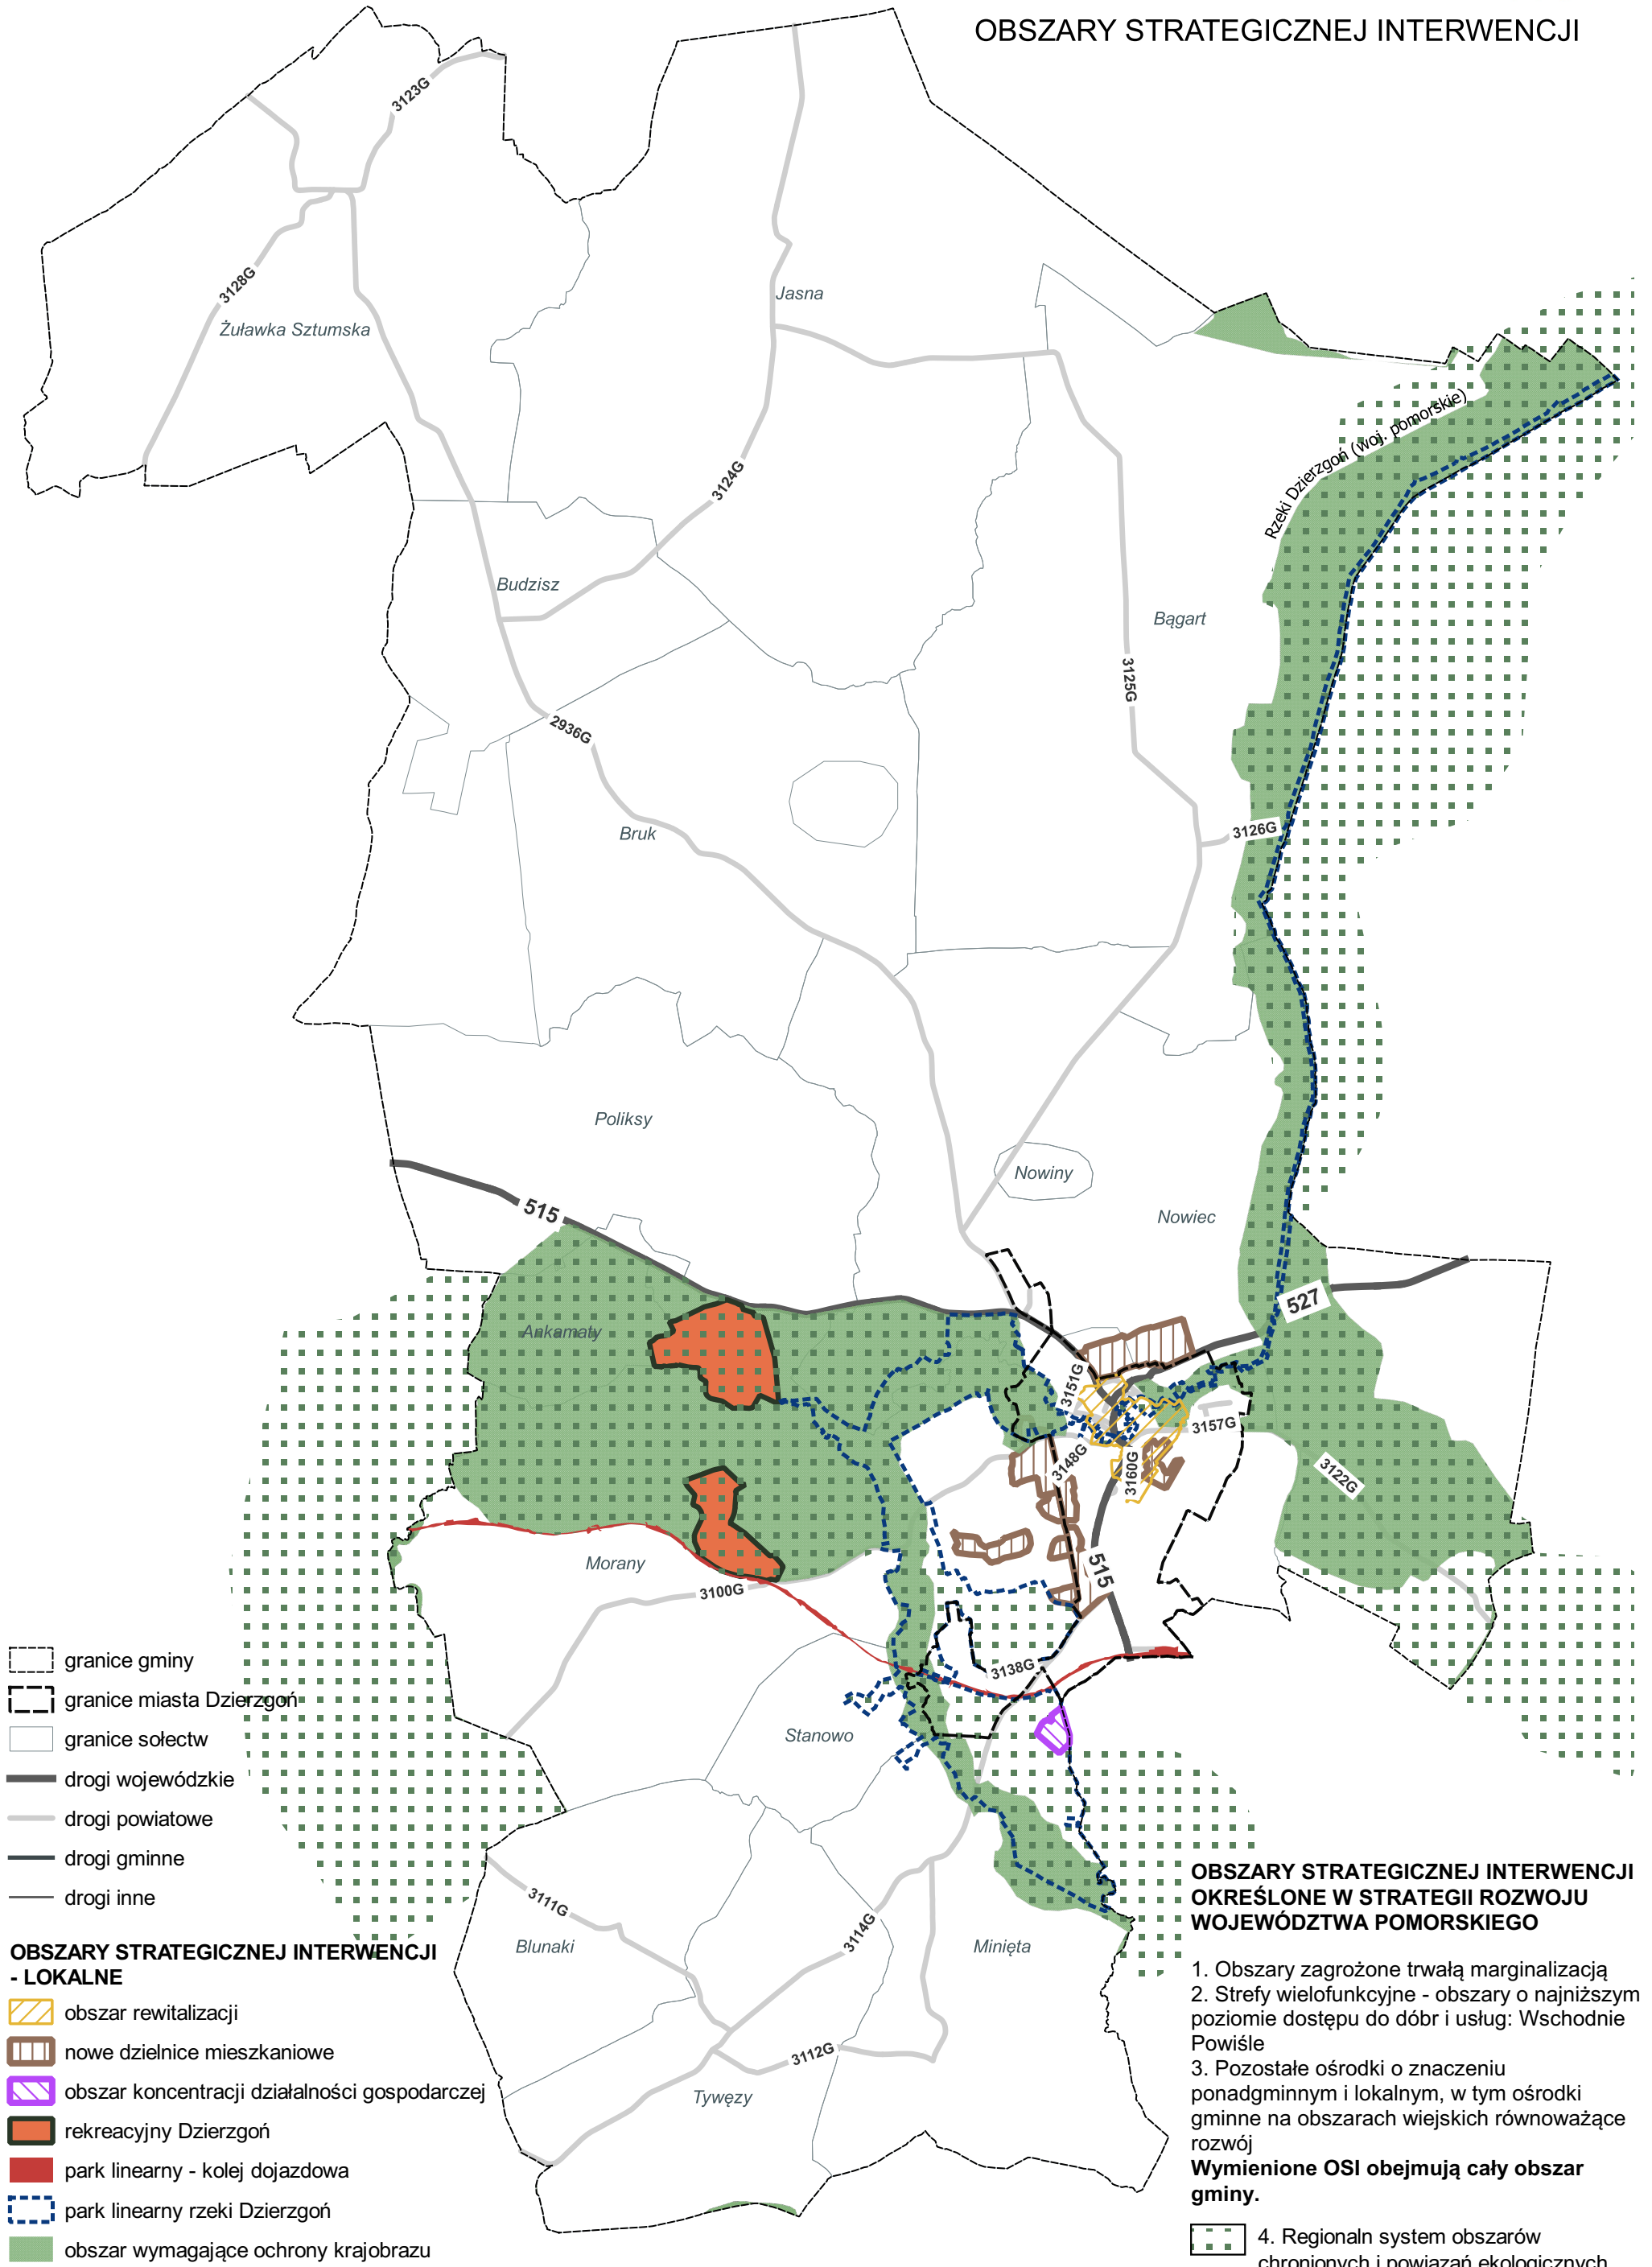 OBSZARY STRATEGICZNEJ INTERWENCJI
3123G
3128G
Żuławka Sztumska
Jasna
Rzeki Dzierzgoń (woj. pomorskie)
3124G
Budzisz
Bągart
3125G
2936G
Bruk
3126G
Poliksy
Nowiny
Nowiec
515
527
Ankamaty
3151G
3157G
3148G
3160G
3122G
Morany
3100G
515
3138G
Stanowo
3111G
Blunaki
3114G
Minięta
3112G
Tywęzy
granice gminy
granice miasta Dzierzgoń
granice sołectw
drogi wojewódzkie
drogi powiatowe
drogi gminne
drogi inne
OBSZARY STRATEGICZNEJ INTERWENCJI
- LOKALNE
obszar rewitalizacji
nowe dzielnice mieszkaniowe
obszar koncentracji działalności gospodarczej
rekreacyjny Dzierzgoń
park linearny - kolej dojazdowa
park linearny rzeki Dzierzgoń
obszar wymagające ochrony krajobrazu
OBSZARY STRATEGICZNEJ INTERWENCJI
OKREŚLONE W STRATEGII ROZWOJU
WOJEWÓDZTWA POMORSKIEGO
1. Obszary zagrożone trwałą marginalizacją
2. Strefy wielofunkcyjne - obszary o najniższym
poziomie dostępu do dóbr i usług: Wschodnie
Powiśle
3. Pozostałe ośrodki o znaczeniu
ponadgminnym i lokalnym, w tym ośrodki
gminne na obszarach wiejskich równoważące
rozwój
Wymienione OSI obejmują cały obszar
gminy.
4. Regionaln system obszarów
chronionych i powiązań ekologicznych